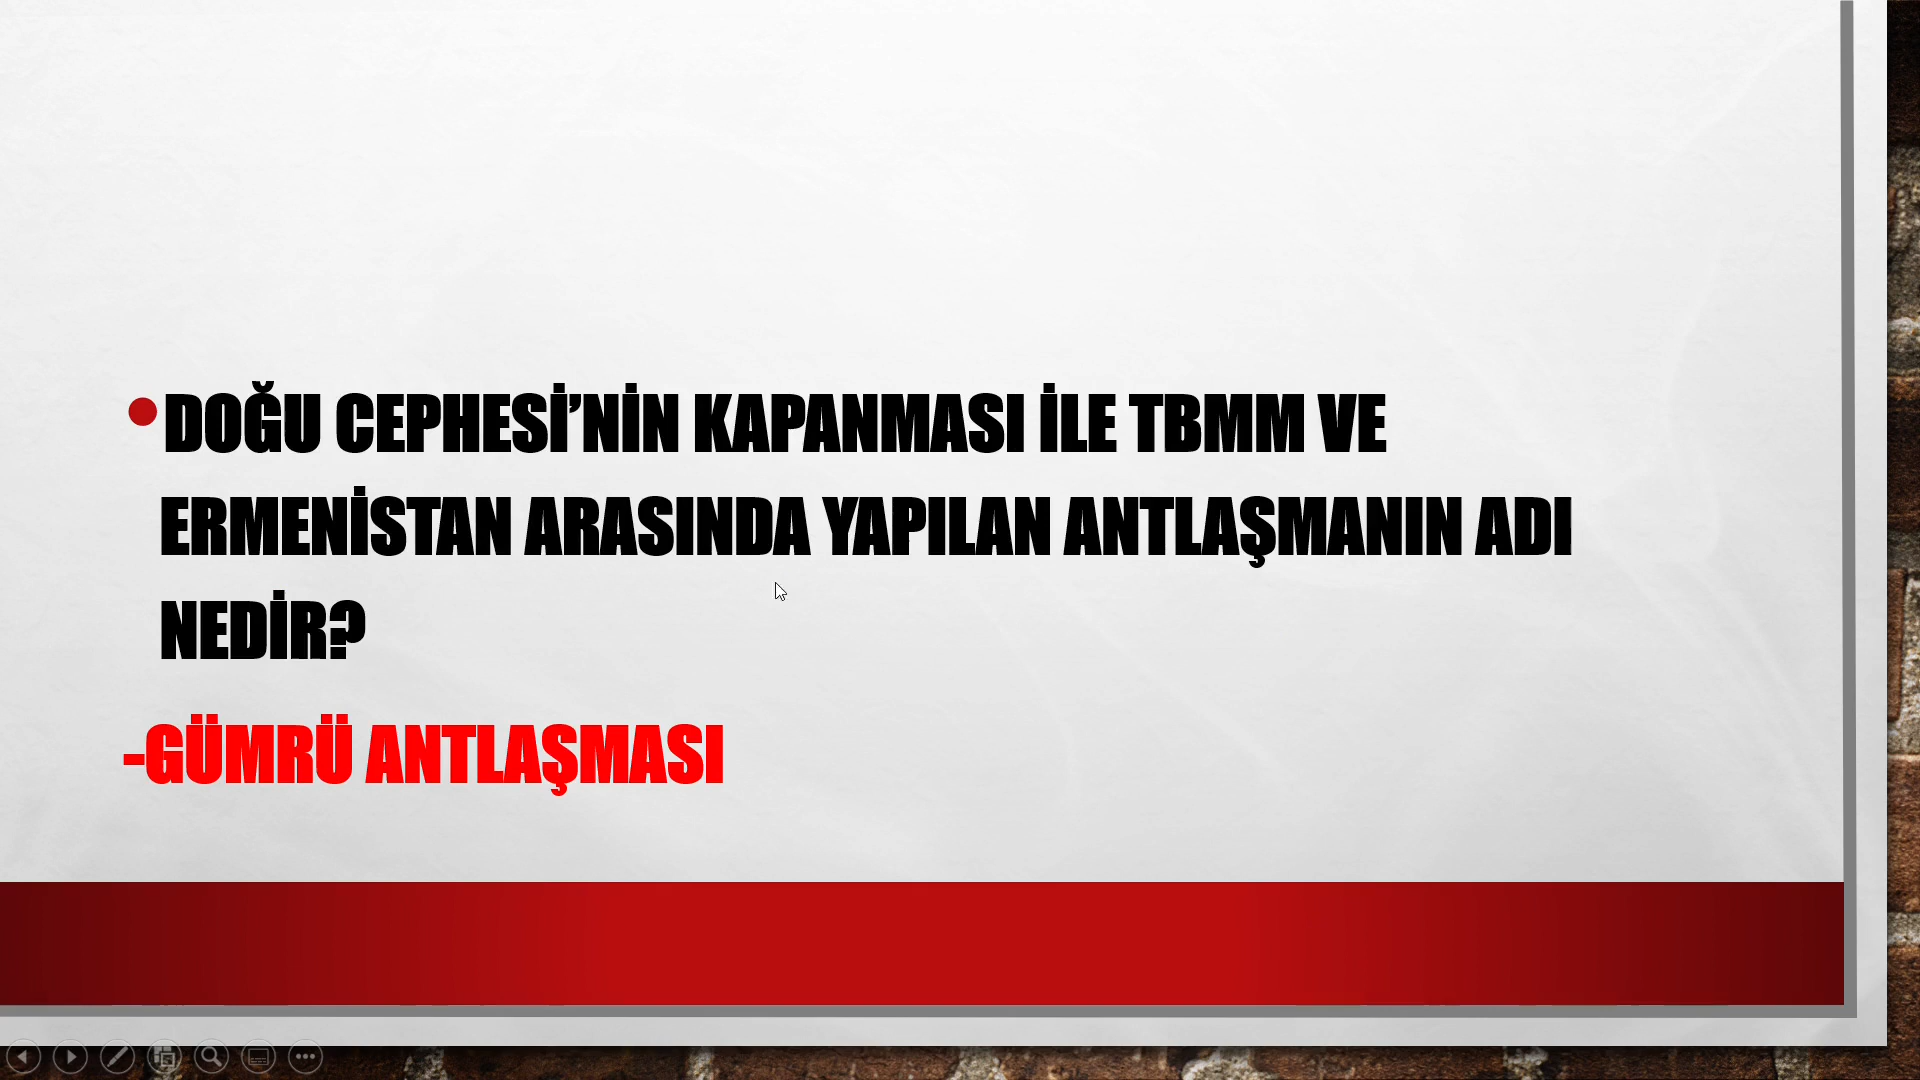 DOĞU CEPHESİ’NİN KAPANMASI İLE TBMM VE
ERMENİSTAN ARASINDA YAPILAN ANTLAŞMANIN ADI
NEDİR?
-GÜMRÜ ANTLAŞMASI